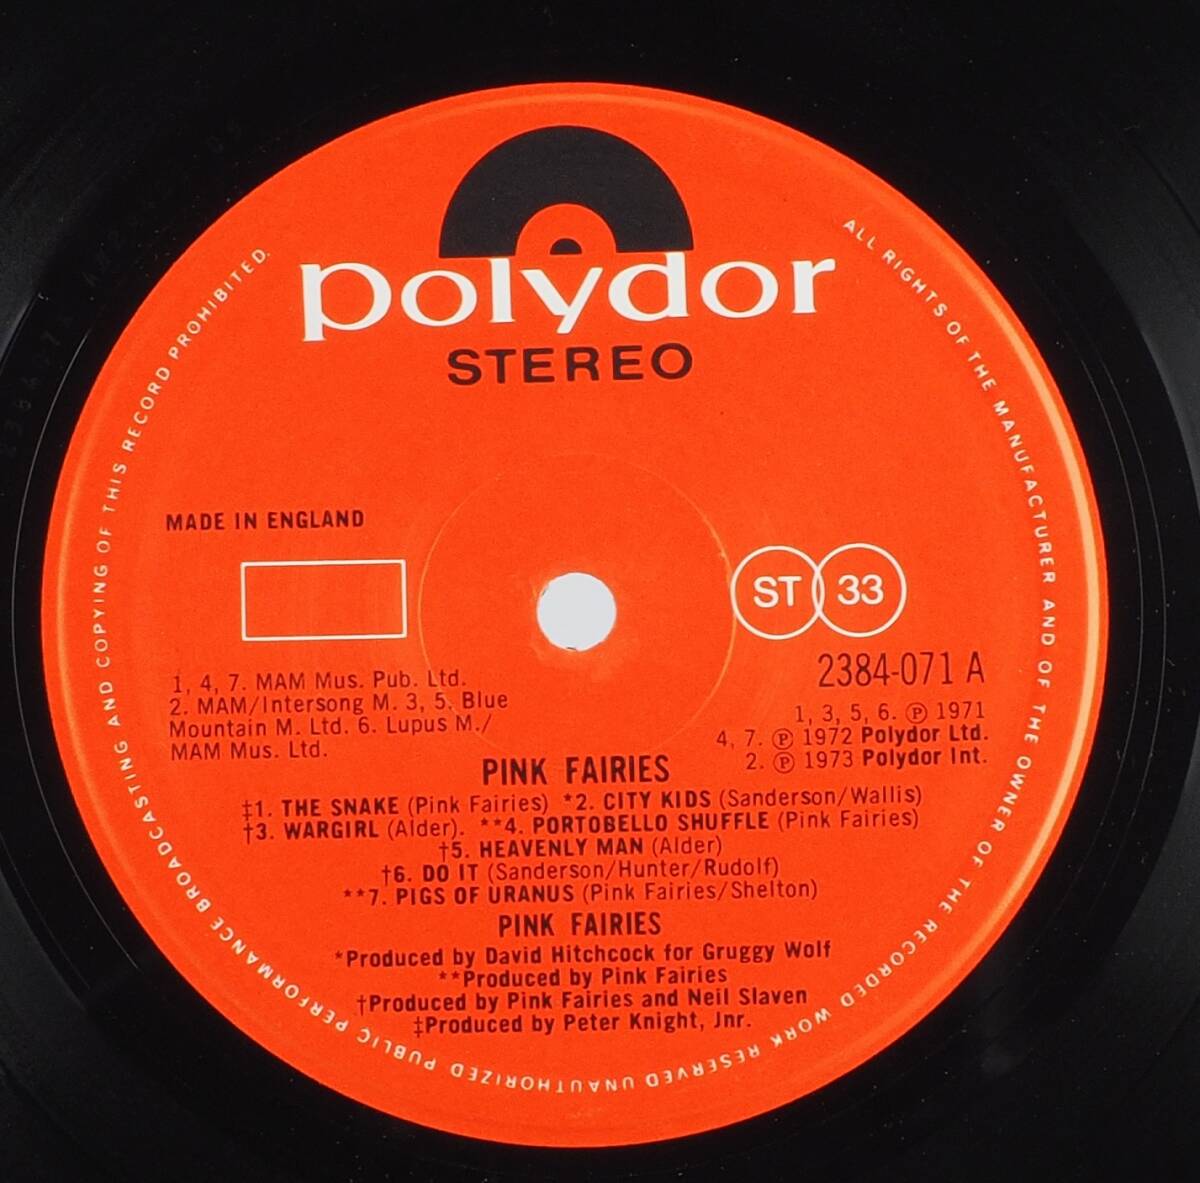 polydor
STEREO
MADE IN ENGLAND
ST 33
2384-071 A
1, 4, 7. MAM Mus. Pub. Ltd.
2. MAM/Intersong M. 3, 5. Blue
Mountain M. Ltd. 6. Lupus M./
MAM Mus. Ltd.
1, 3, 5, 6. ℗ 1971
4, 7. ℗ 1972 Polydor Ltd.
2. ℗ 1973 Polydor Int.
PINK FAIRIES
‡1. THE SNAKE (Pink Fairies) *2. CITY KIDS (Sanderson/Wallis)
†3. WARGIRL (Alder). **4. PORTOBELLO SHUFFLE (Pink Fairies)
†5. HEAVENLY MAN (Alder)
†6. DO IT (Sanderson/Hunter/Rudolf)
**7. PIGS OF URANUS (Pink Fairies/Shelton)
PINK FAIRIES
*Produced by David Hitchcock for Gruggy Wolf
**Produced by Pink Fairies
†Produced by Pink Fairies and Neil Slaven
‡Produced by Peter Knight, Jnr.
ALL RIGHTS OF THE MANUFACTURER AND OF THE OWNER OF THE RECORDED WORK RESERVED UNAUTHORIZED PUBLIC PERFORMANCE BROADCASTING AND COPYING OF THIS RECORD PROHIBITED.